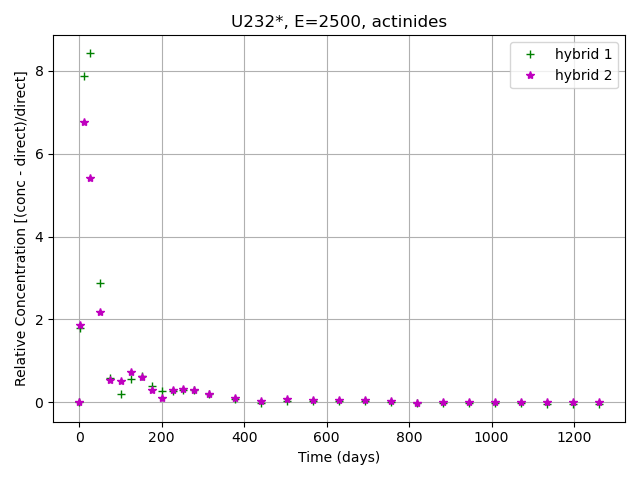 U232*, E=2500, actinides
hybrid 1
hybrid 2
Relative Concentration [(conc - direct)/direct]
8
6
4
2
0
0 200 400 600 800 1000 1200
Time (days)